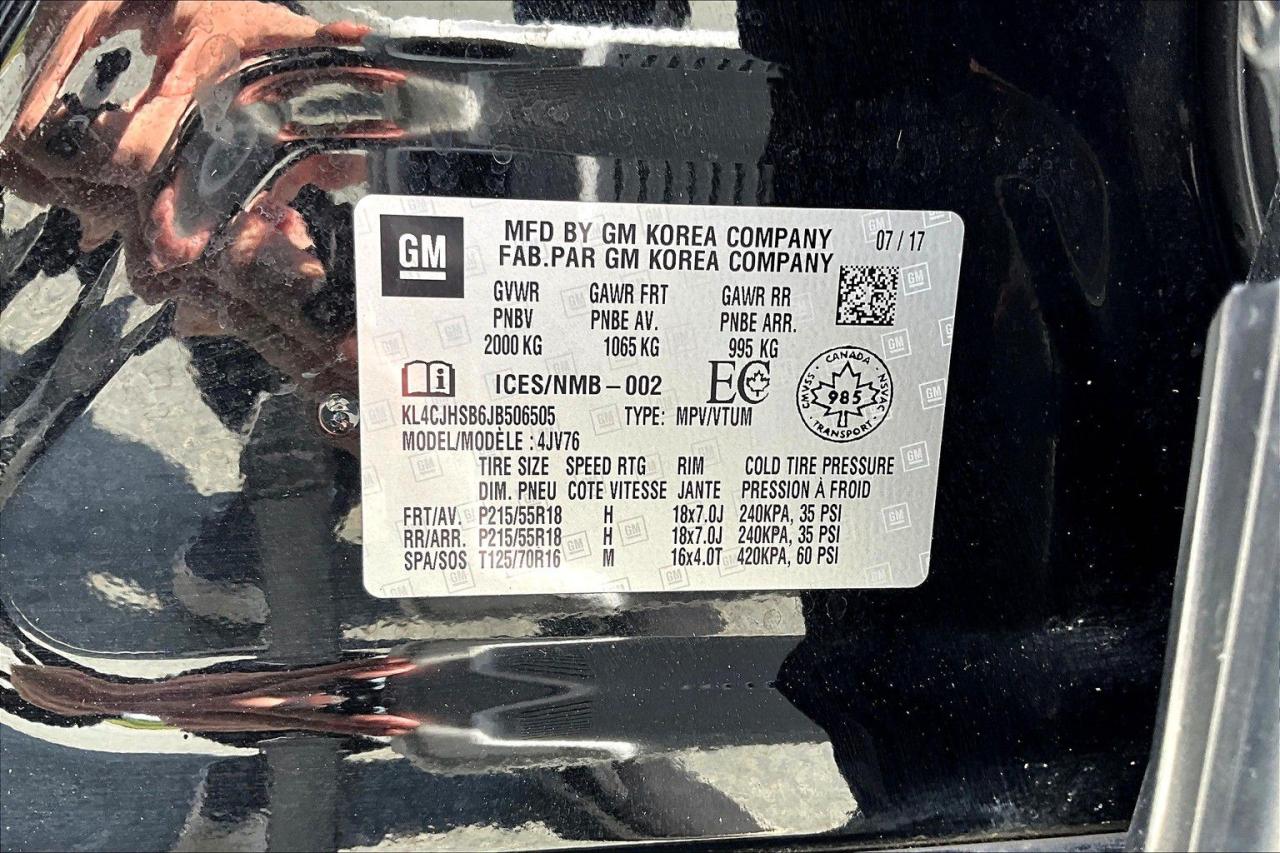 GM
MFD BY GM KOREA COMPANY 07/17
FAB.PAR GM KOREA COMPANY
GVWR GAWR FRT GAWR RR
PNBV PNBE AV. PNBE ARR.
2000 KG 1065 KG 995 KG
ICES/NMB-002 EC
CANADA
CMVSS 985 NSVAC
TRANSPORT
KL4CJHSB6JB506505 TYPE: MPV/VTUM
MODEL/MODÈLE : 4JV76
TIRE SIZE SPEED RTG RIM COLD TIRE PRESSURE
DIM. PNEU COTE VITESSE JANTE PRESSION À FROID
FRT/AV. P215/55R18 H 18x7.0J 240KPA, 35 PSI
RR/ARR. P215/55R18 H 18x7.0J 240KPA, 35 PSI
SPA/SOS T125/70R16 M 16x4.0T 420KPA, 60 PSI